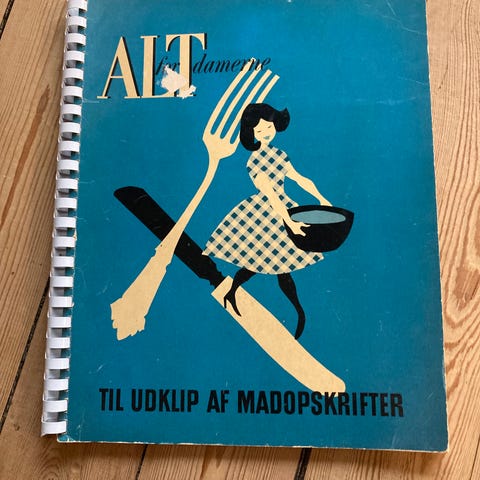 ALT for damerne
TIL UDKLIP AF MADOPSKRIFTER